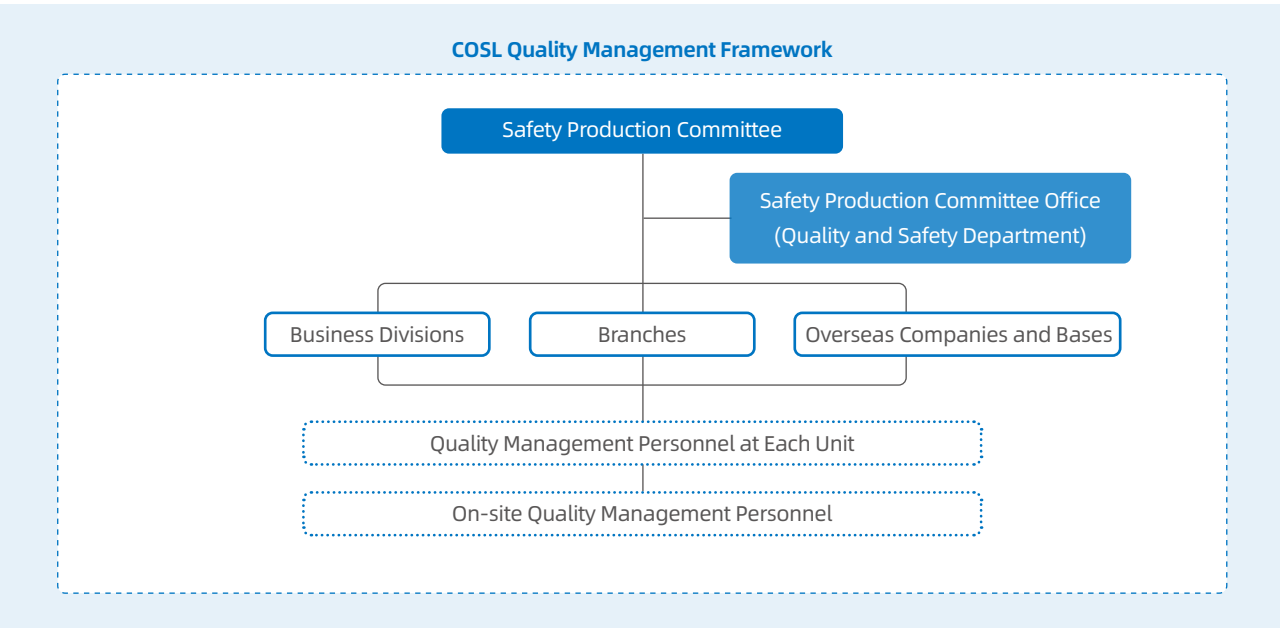 COSL Quality Management Framework
Safety Production Committee
Safety Production Committee Office
(Quality and Safety Department)
Business Divisions
Branches
Overseas Companies and Bases
Quality Management Personnel at Each Unit
On-site Quality Management Personnel